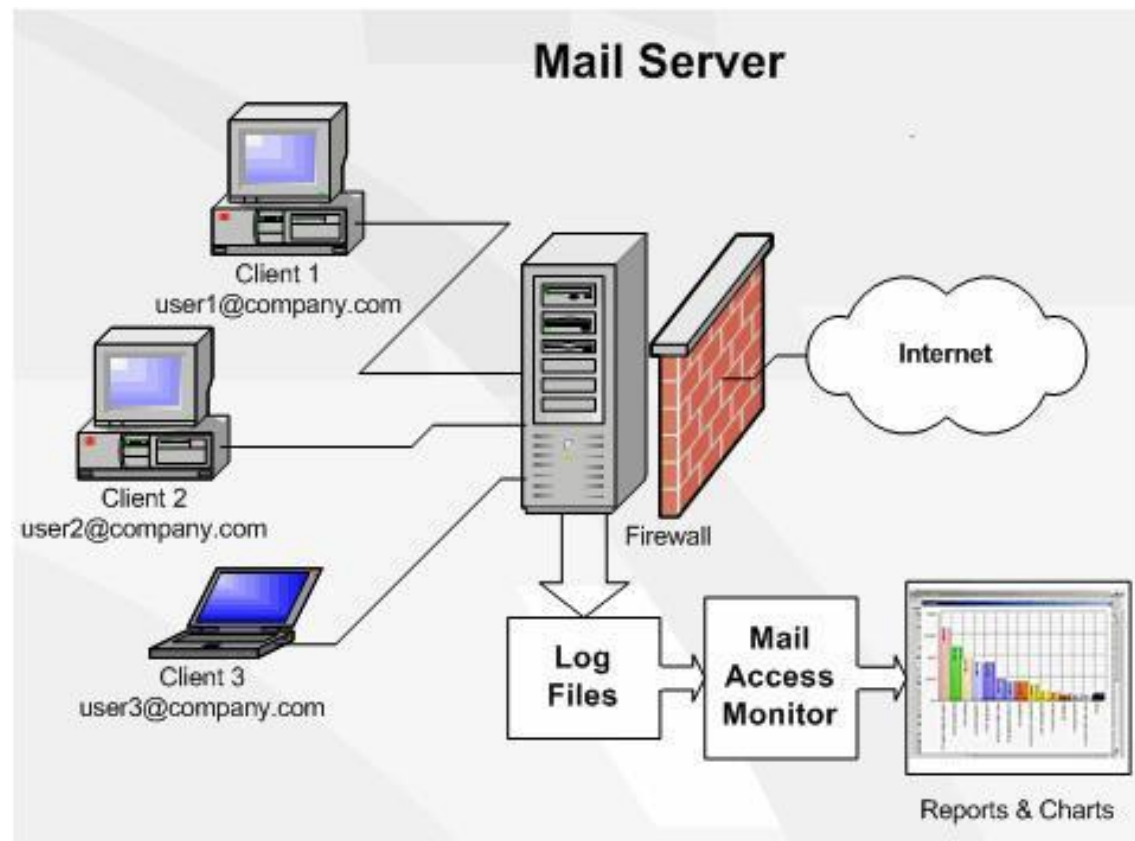 Mail Server
Client 1
user1@company.com
Client 2
user2@company.com
Client 3
user3@company.com
Internet
Firewall
Log
Files
Mail
Access
Monitor
Reports & Charts